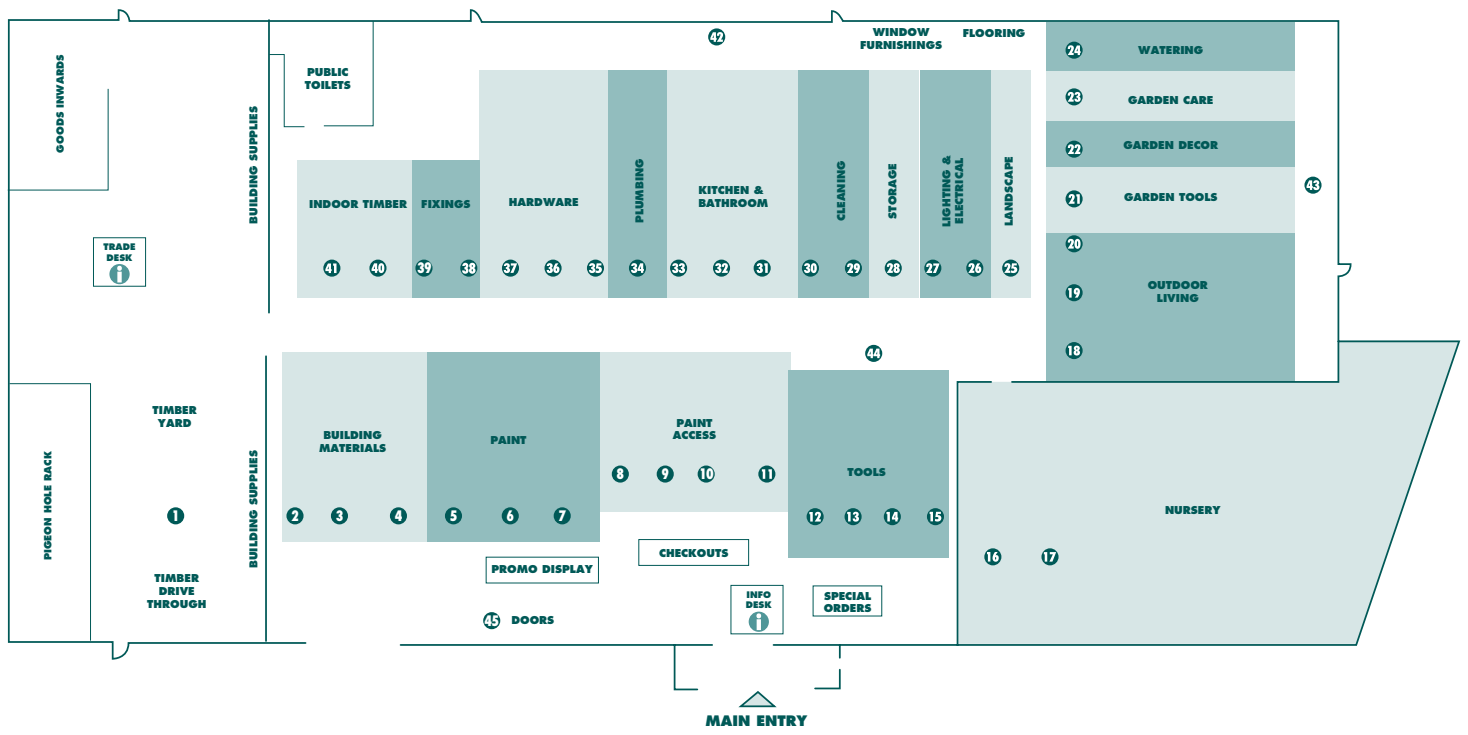 42
WINDOW
FURNISHINGS
FLOORING
24
WATERING
GOODS INWARDS
PUBLIC
TOILETS
23
GARDEN CARE
BUILDING SUPPLIES
22
GARDEN DECOR
INDOOR TIMBER
FIXINGS
HARDWARE
PLUMBING
KITCHEN &
BATHROOM
CLEANING
STORAGE
LIGHTING &
ELECTRICAL
LANDSCAPE
21
GARDEN TOOLS
43
TRADE
DESK
i
41
40
39
38
37
36
35
34
33
32
31
30
29
28
27
26
25
20
19
OUTDOOR
LIVING
18
44
TIMBER
YARD
BUILDING
MATERIALS
PAINT
PAINT
ACCESS
8
9
10
11
TOOLS
PIGEON HOLE RACK
1
BUILDING SUPPLIES
2
3
4
5
6
7
12
13
14
15
NURSERY
16
17
TIMBER
DRIVE
THROUGH
PROMO DISPLAY
CHECKOUTS
INFO
DESK
i
SPECIAL
ORDERS
45
DOORS
MAIN ENTRY